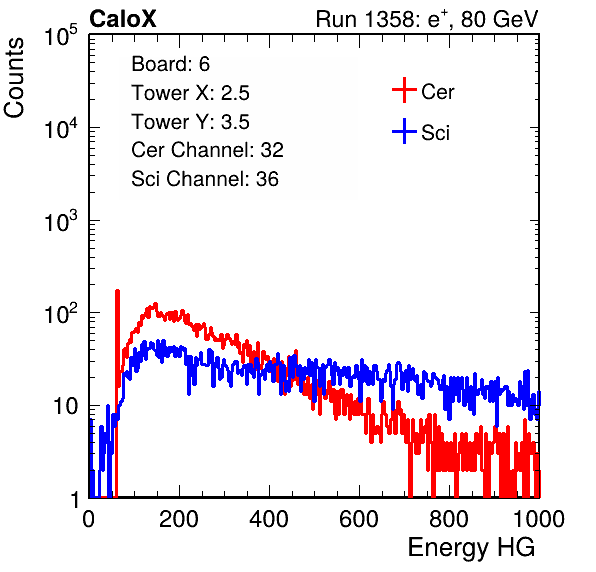 CaloX Run 1358: e⁺, 80 GeV
Board: 6
Tower X: 2.5
Tower Y: 3.5
Cer Channel: 32
Sci Channel: 36
Cer
Sci
Counts
10⁵
10⁴
10³
10²
10
1
0 200 400 600 800 1000
Energy HG